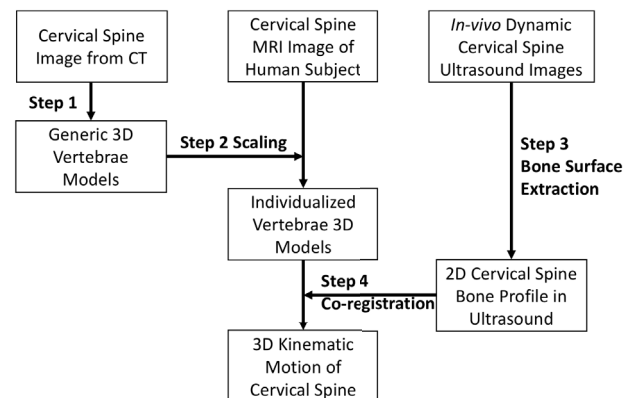 Cervical Spine
Image from CT
Cervical Spine
MRI Image of
Human Subject
In-vivo Dynamic
Cervical Spine
Ultrasound Images
Step 1
Generic 3D
Vertebrae
Models
Step 2 Scaling
Step 3
Bone Surface
Extraction
Individualized
Vertebrae 3D
Models
Step 4
Co-registration
2D Cervical Spine
Bone Profile in
Ultrasound
3D Kinematic
Motion of
Cervical Spine